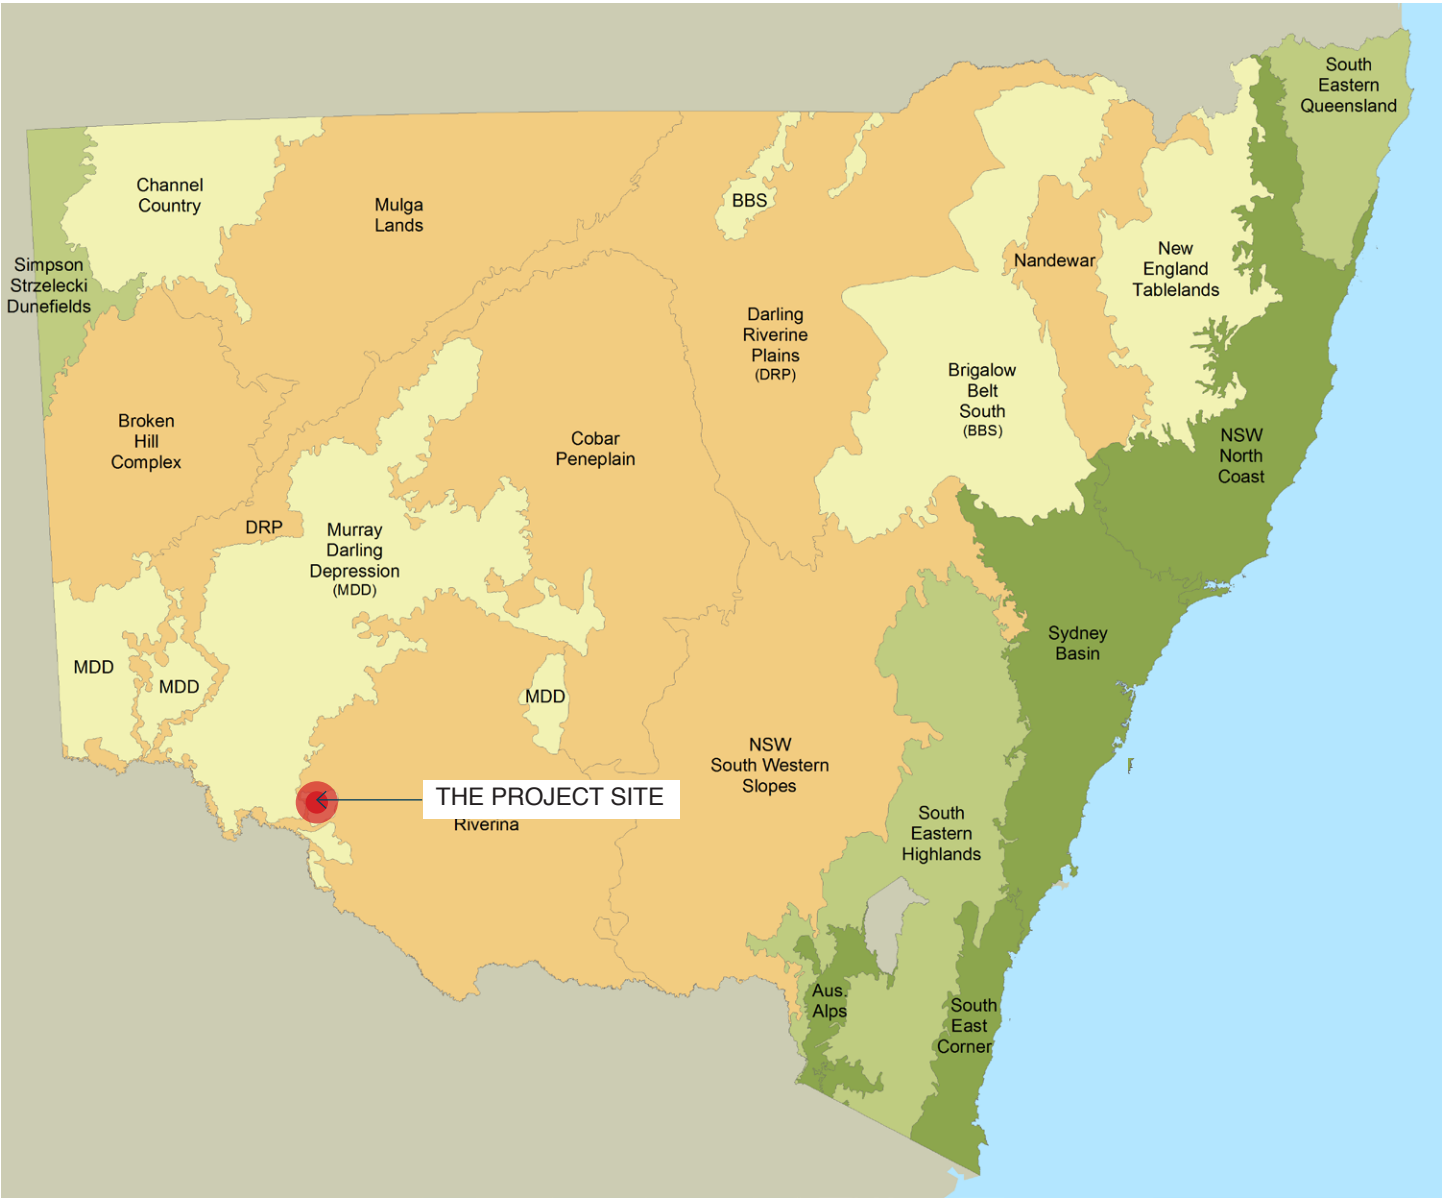 South
Eastern
Queensland
Channel
Country
Mulga
Lands
BBS
Simpson
Strzelecki
Dunefields
Nandewar
New
England
Tablelands
Darling
Riverine
Plains
(DRP)
Brigalow
Belt
South
(BBS)
Broken
Hill
Complex
Cobar
Peneplain
NSW
North
Coast
DRP
Murray
Darling
Depression
(MDD)
Sydney
Basin
MDD
MDD
MDD
NSW
South Western
Slopes
THE PROJECT SITE
Riverina
South
Eastern
Highlands
Aus.
Alps
South
East
Corner